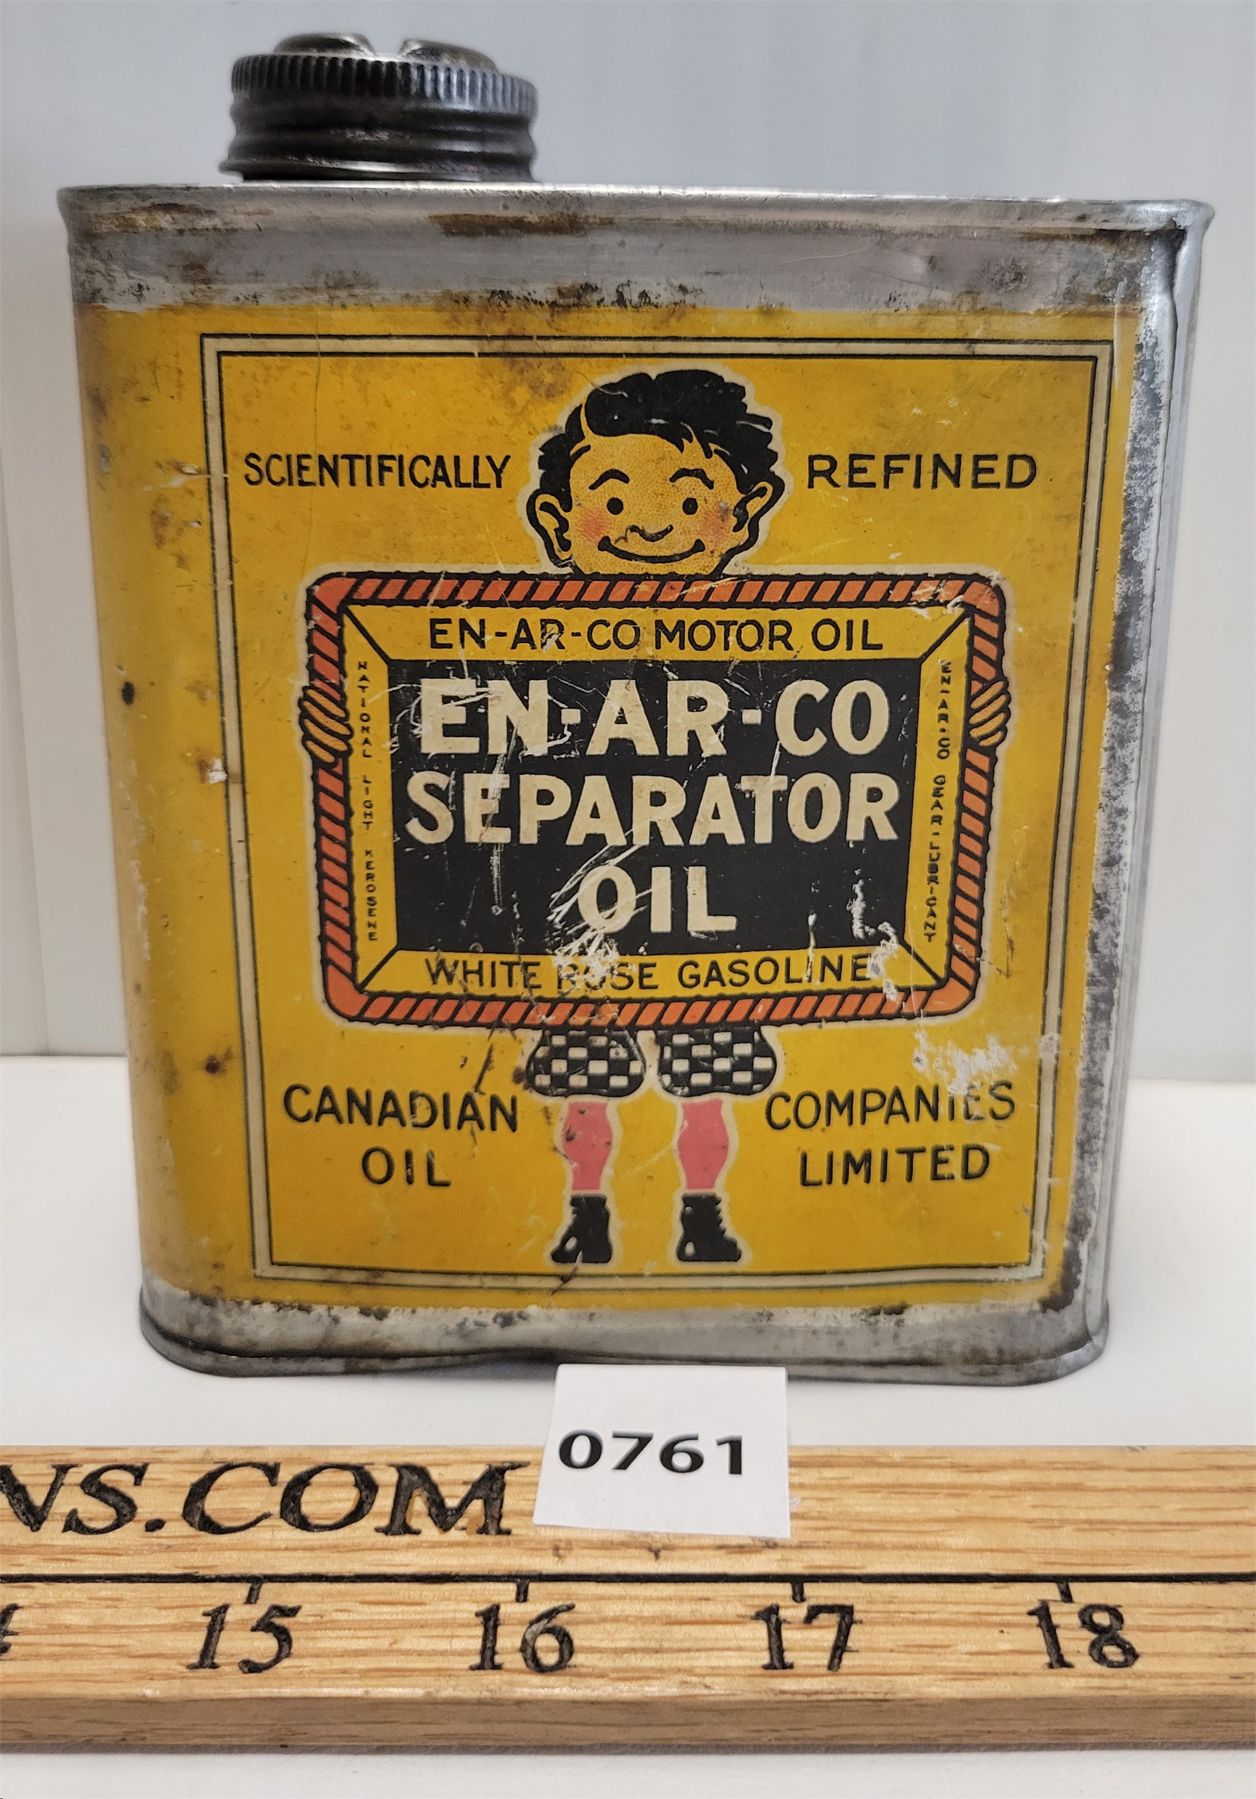 SCIENTIFICALLY REFINED
EN-AR-CO MOTOR OIL
NATIONAL LIGHT KEROSENE
EN-AR-CO
SEPARATOR
OIL
EN-AR-CO GEAR-LUBRICANT
WHITE ROSE GASOLINE
CANADIAN
OIL
COMPANIES
LIMITED
0761
NS.COM
15 16 17 18